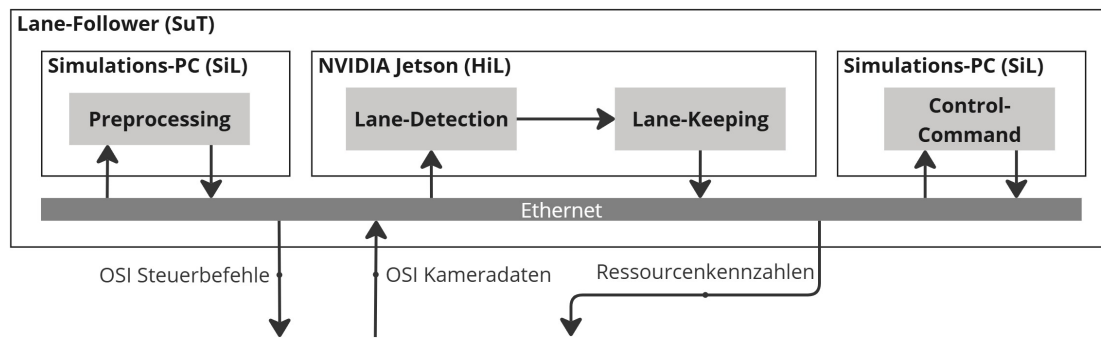 Lane-Follower (SuT)
Simulations-PC (SiL)
Preprocessing
NVIDIA Jetson (HiL)
Lane-Detection
Lane-Keeping
Simulations-PC (SiL)
Control-
Command
Ethernet
OSI Steuerbefehle
OSI Kameradaten
Ressourcenkennzahlen